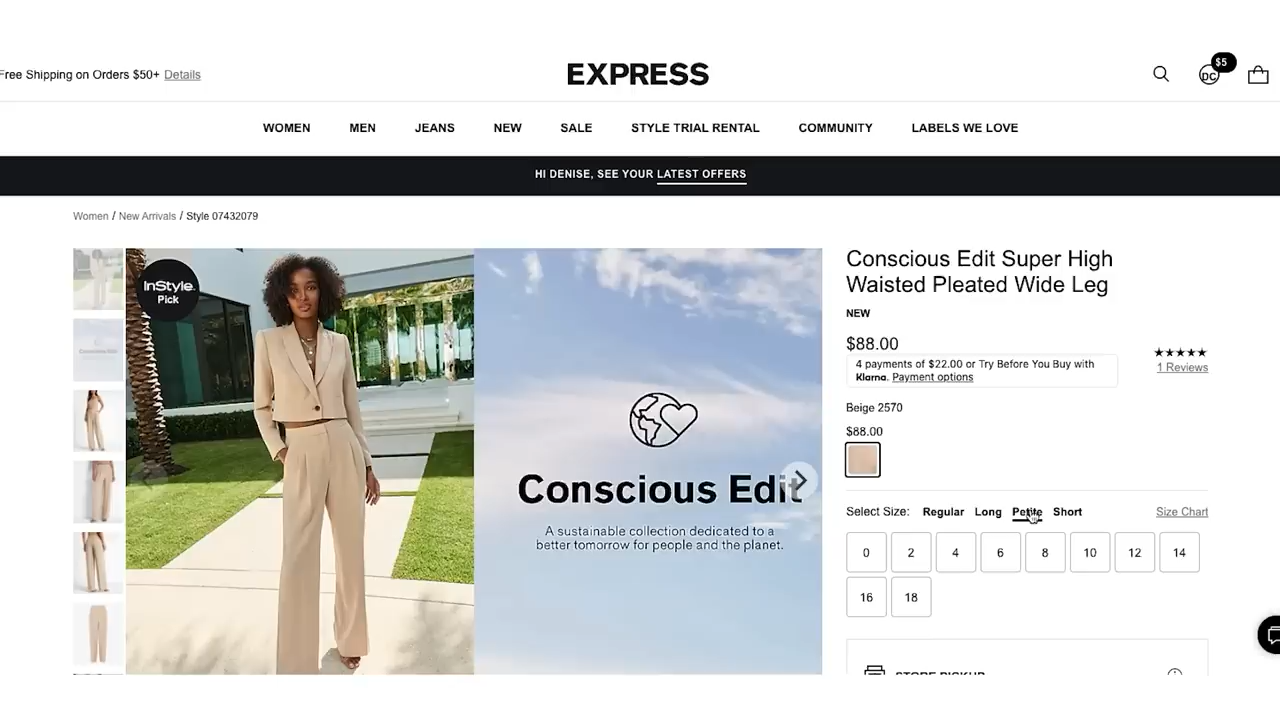 Free Shipping on Orders $50+ Details
EXPRESS
DC
$5
WOMEN MEN JEANS NEW SALE STYLE TRIAL RENTAL COMMUNITY LABELS WE LOVE
HI DENISE, SEE YOUR LATEST OFFERS
Women / New Arrivals / Style 07432079
InStyle.
Pick
Conscious Edit
Conscious Edit
A sustainable collection dedicated to a
better tomorrow for people and the planet.
Conscious Edit Super High
Waisted Pleated Wide Leg
NEW
$88.00
4 payments of $22.00 or Try Before You Buy with
Klarna. Payment options
★★★★★
1 Reviews
Beige 2570
$88.00
Select Size: Regular Long Petite Short Size Chart
0 2 4 6 8 10 12 14
16 18
STORE PICKUP